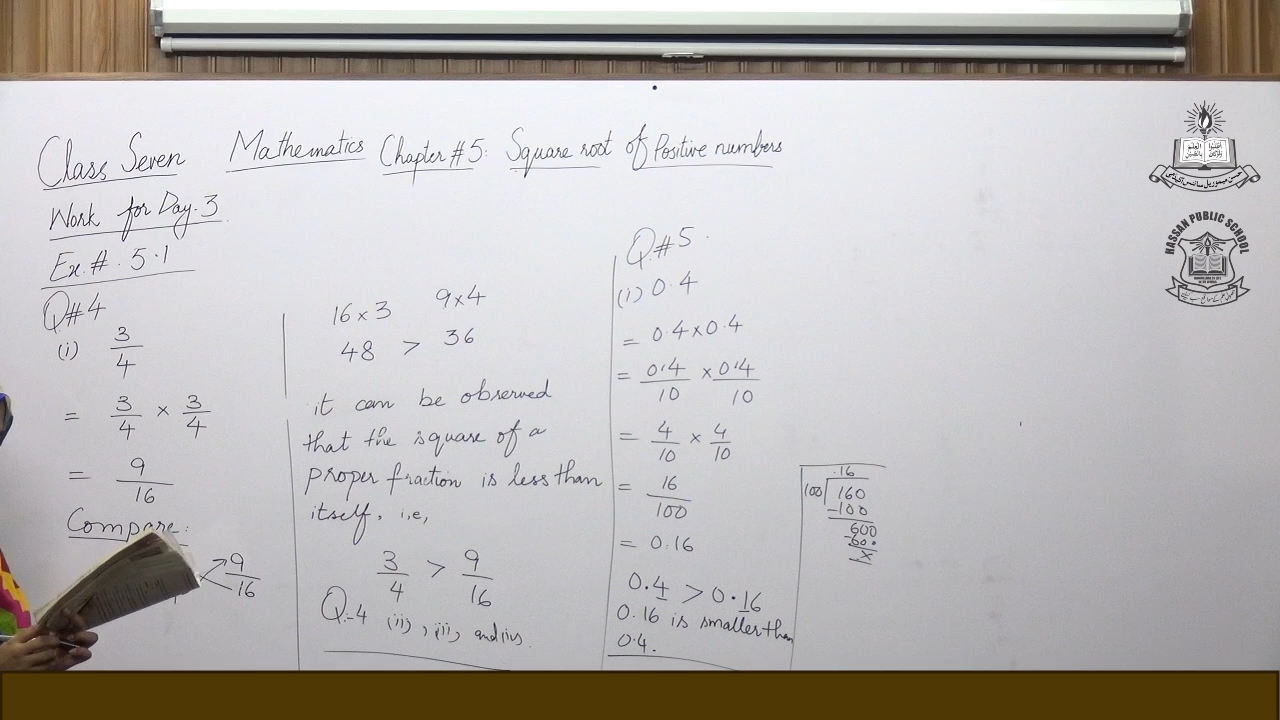 Class Seven Mathematics Chapter # 5: Square root of Positive numbers
Work for Day. 3
Ex. #. 5.1
Q#4
(i) 3/4
= 3/4 × 3/4
= 9/16
Compare:
9/16
16×3 9×4
48 > 36
it can be observed
that the square of a
proper fraction is less than
itself, i,e,
3/4 > 9/16
Q:-4 (ii), (iii) and (iv).
Q#5.
(i) 0.4
= 0.4×0.4
= 0.4/10 × 0.4/10
= 4/10 × 4/10
= 16/100
= 0.16
0.4 > 0.16
0.16 is smaller than
0.4.
.16
100 160
-100
600
600
x
HASSAN PUBLIC SCHOOL